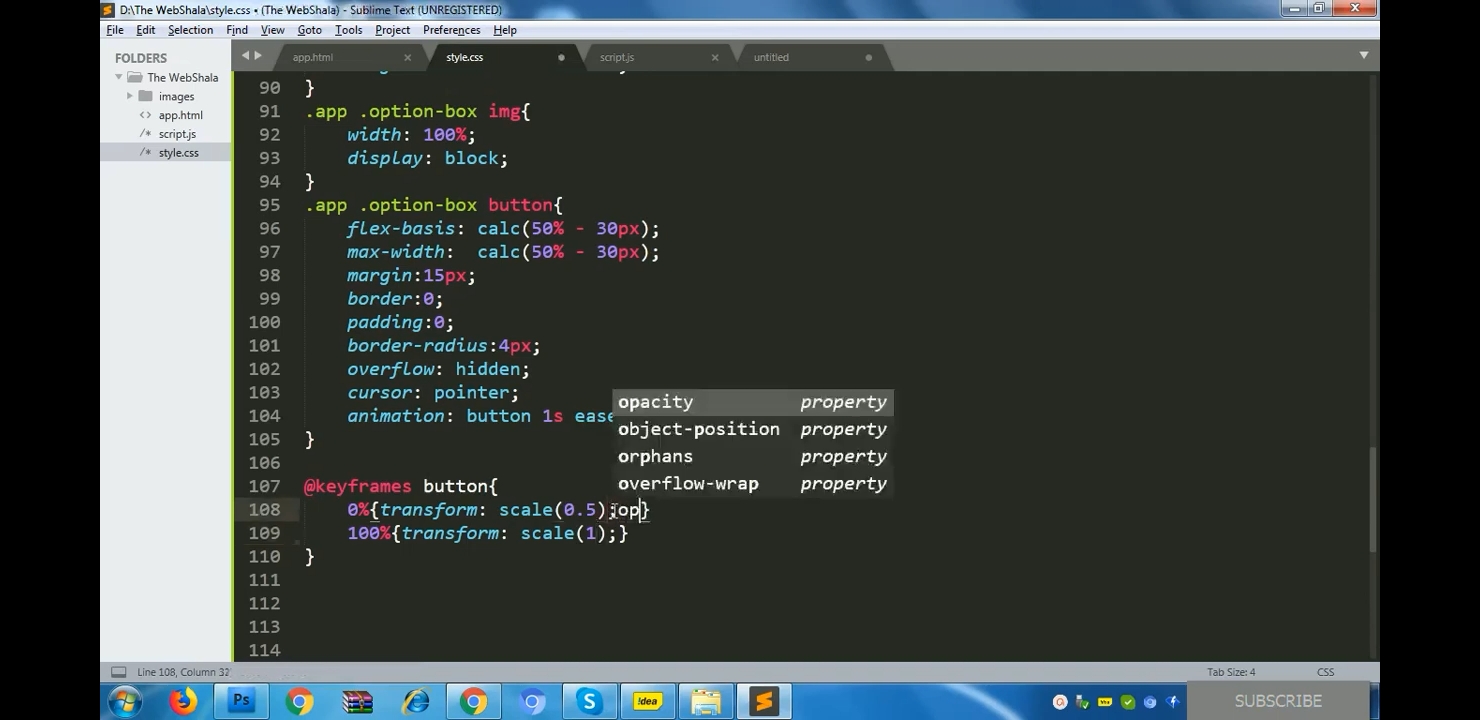 D:\The WebShala\style.css • (The WebShala) - Sublime Text (UNREGISTERED)
File Edit Selection Find View Goto Tools Project Preferences Help
FOLDERS
The WebShala
images
app.html
script.js
style.css
app.html style.css script.js untitled
90 }
91 .app .option-box img{
92 width: 100%;
93 display: block;
94 }
95 .app .option-box button{
96 flex-basis: calc(50% - 30px);
97 max-width:  calc(50% - 30px);
98 margin:15px;
99 border:0;
100 padding:0;
101 border-radius:4px;
102 overflow: hidden;
103 cursor: pointer;
104 animation: button 1s ease
105 }
106
107 @keyframes button{
108 0%{transform: scale(0.5);op}
109 100%{transform: scale(1);}
110 }
111
112
113
114
opacity property
object-position property
orphans property
overflow-wrap property
Line 108, Column 32
Tab Size: 4 CSS
Ps
!dea
SUBSCRIBE